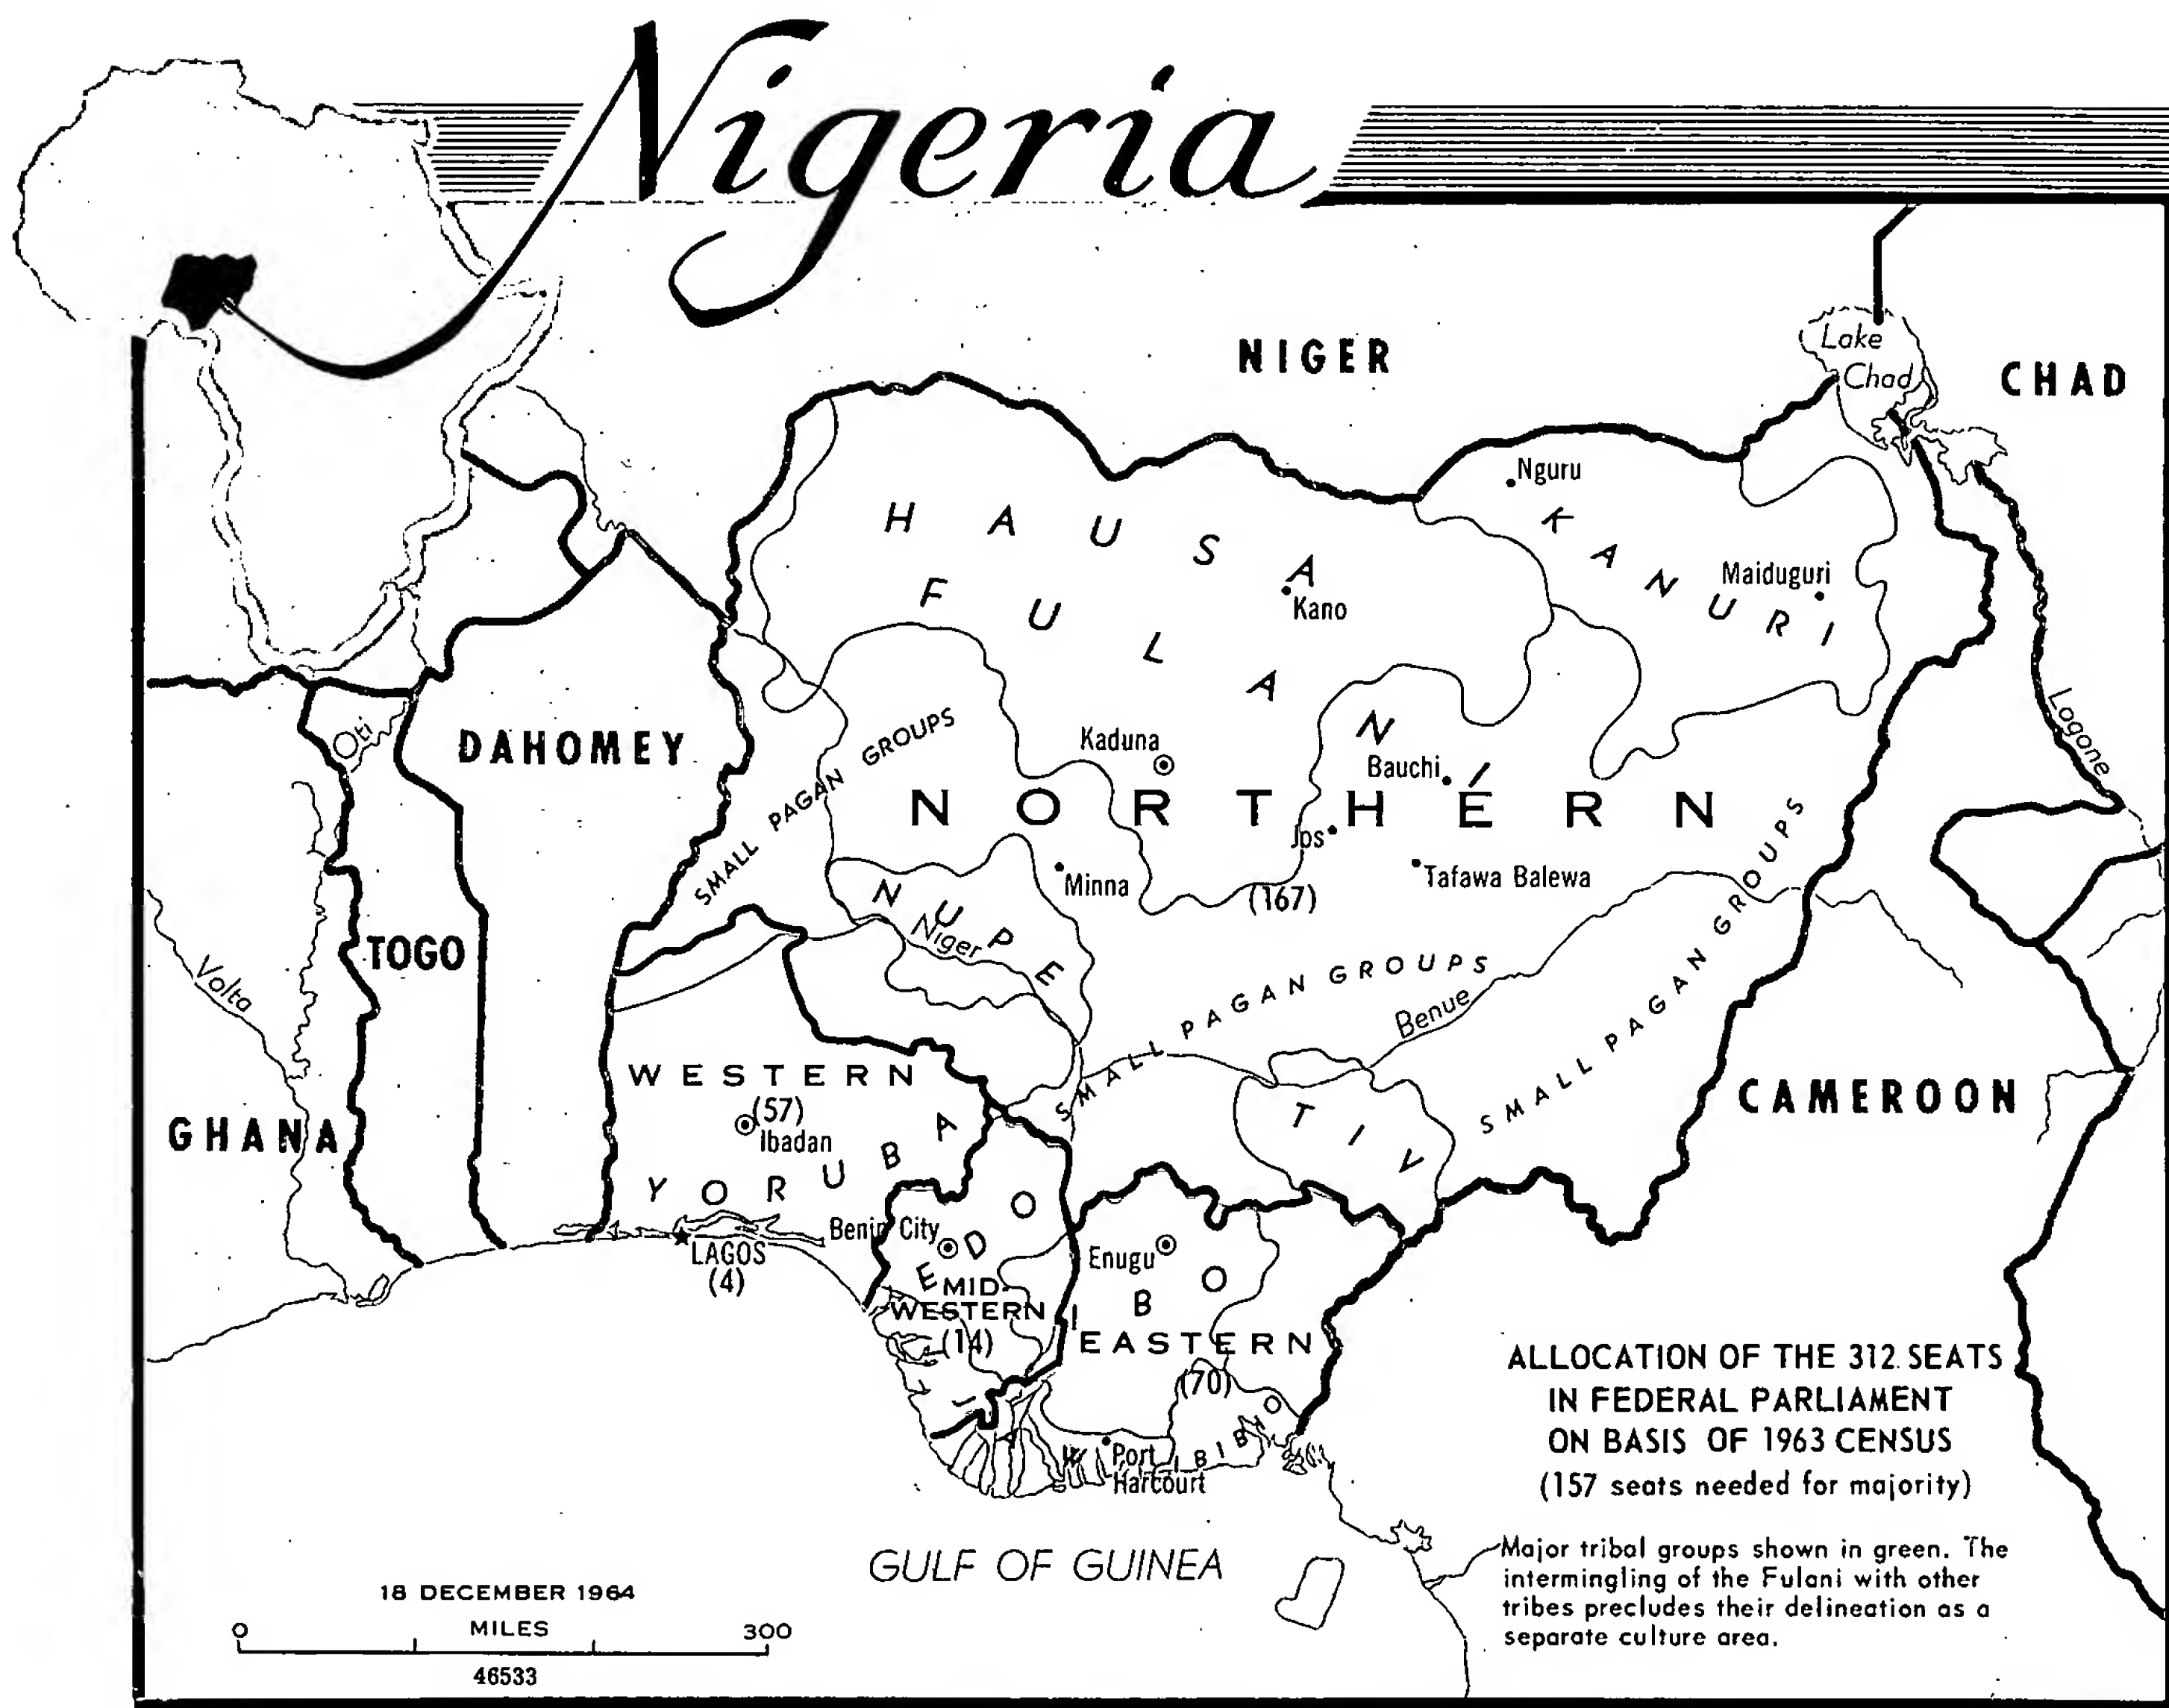 Nigeria
NIGER
Lake
Chad
CHAD
Nguru
HAUSA
KANURI
Maiduguri
FULANI
Kano
Logone
Oti
DAHOMEY
SMALL PAGAN GROUPS
Kaduna
Bauchi
NORTHERN
Jos
Minna
(167)
Tafawa Balewa
NUPE
Niger
TOGO
Volta
SMALL PAGAN GROUPS
Benue
SMALL PAGAN GROUPS
WESTERN
(57)
Ibadan
CAMEROON
GHANA
TIV
YORUBA
Benin City
EDO
LAGOS
(4)
Enugu
IBO
MID-
WESTERN
(14)
EASTERN
(70)
IJAW
Port
Harcourt
IBIBIO
ALLOCATION OF THE 312 SEATS
IN FEDERAL PARLIAMENT
ON BASIS OF 1963 CENSUS
(157 seats needed for majority)
GULF OF GUINEA
Major tribal groups shown in green. The
intermingling of the Fulani with other
tribes precludes their delineation as a
separate culture area.
18 DECEMBER 1964
MILES
0 300
46533